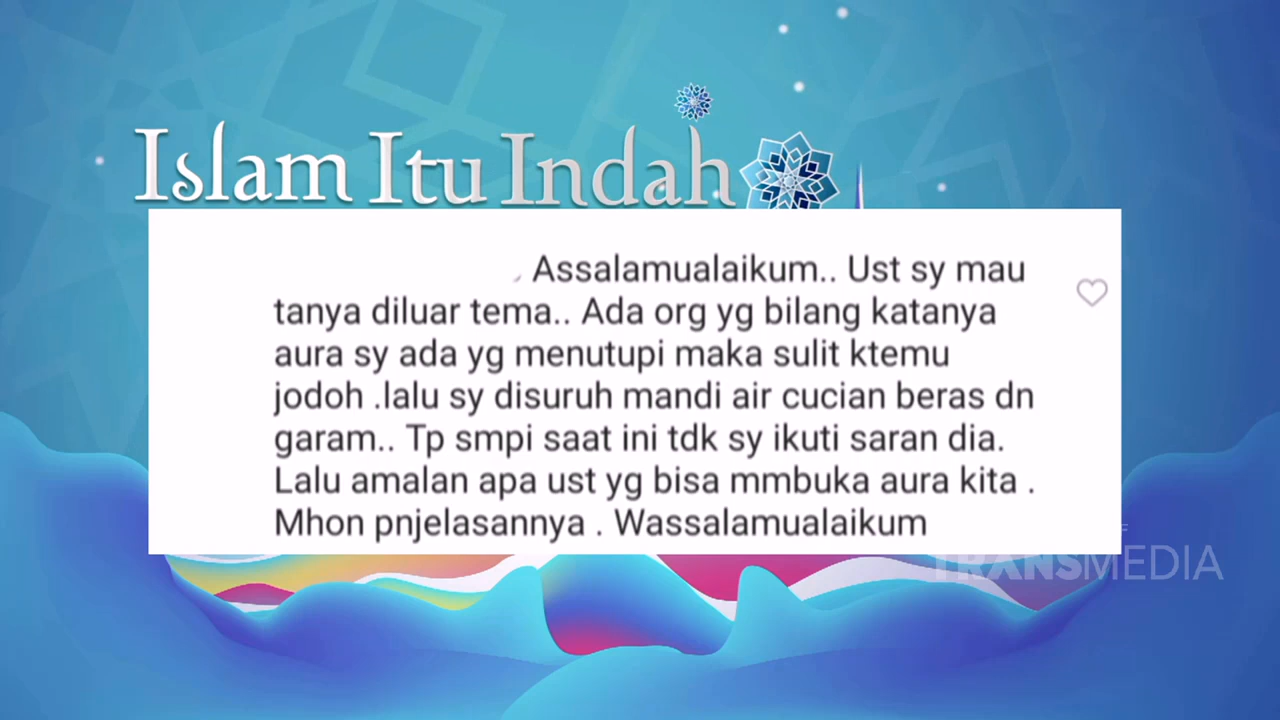 Islam Itu Indah
Assalamualaikum.. Ust sy mau
tanya diluar tema.. Ada org yg bilang katanya
aura sy ada yg menutupi maka sulit ktemu
jodoh .lalu sy disuruh mandi air cucian beras dn
garam.. Tp smpi saat ini tdk sy ikuti saran dia.
Lalu amalan apa ust yg bisa mmbuka aura kita .
Mhon pnjelasannya . Wassalamualaikum
TRANSMEDIA